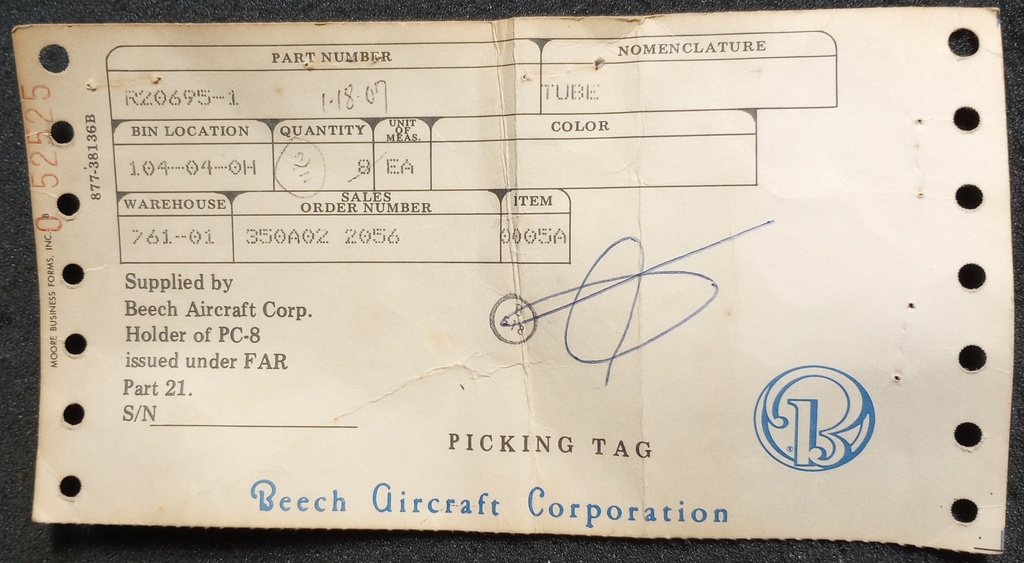 PART NUMBER NOMENCLATURE
R20695-1 1-18-07 TUBE
BIN LOCATION QUANTITY UNIT OF MEAS. COLOR
104-04-0H 8 EA
WAREHOUSE SALES ORDER NUMBER ITEM
761-01 350A02 2056 0005A
Supplied by
Beech Aircraft Corp.
Holder of PC-8
issued under FAR
Part 21.
S/N
PICKING TAG
Beech Aircraft Corporation
B
®
0 52525
877-38136B
MOORE BUSINESS FORMS, INC.